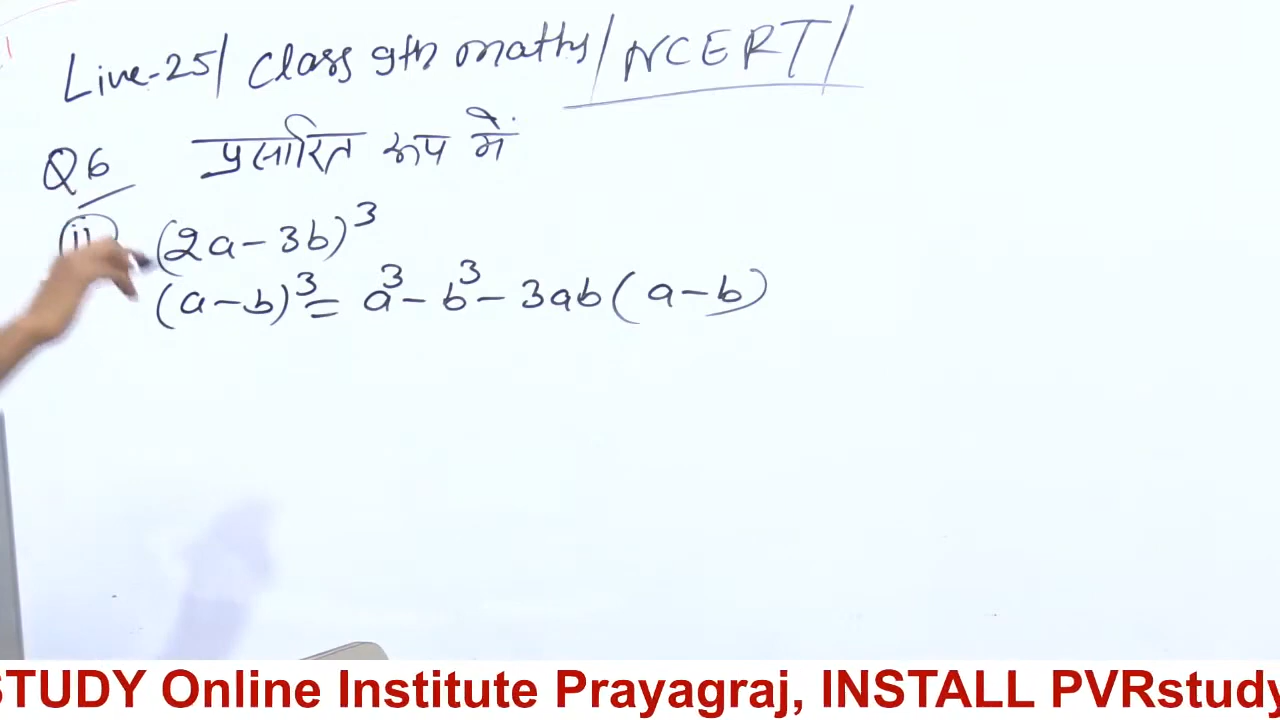 Live-25/ Class 9th maths/NCERT/
Q6 प्रसारित रूप में
ii (2a-3b)³
(a-b)³= a³-b³-3ab(a-b)
STUDY Online Institute Prayagraj, INSTALL PVRstudy